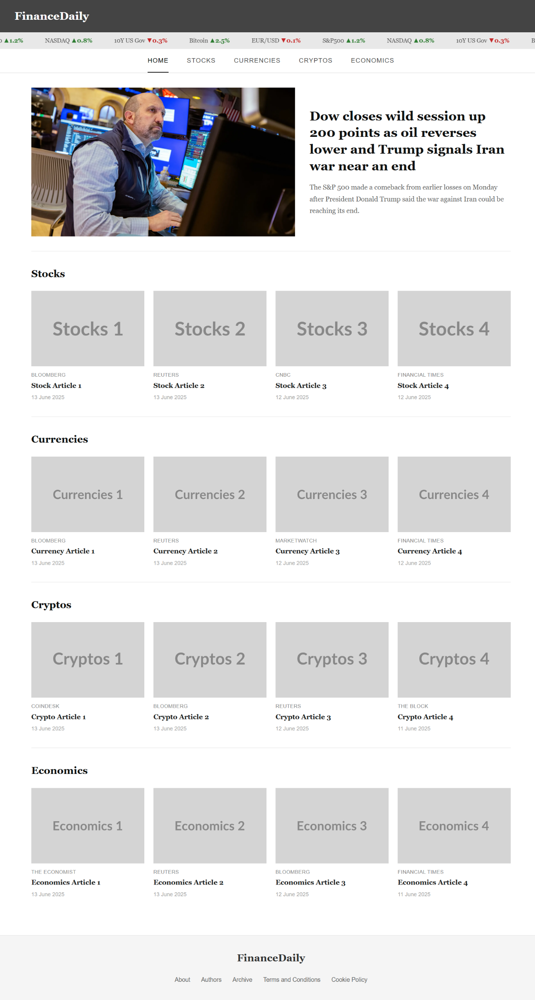 FinanceDaily
▲1.2% NASDAQ ▲0.8% 10Y US Gov ▼0.3% Bitcoin ▲2.5% EUR/USD ▼0.1% S&P500 ▲1.2% NASDAQ ▲0.8% 10Y US Gov ▼0.3%
HOME STOCKS CURRENCIES CRYPTOS ECONOMICS
Dow closes wild session up
200 points as oil reverses
lower and Trump signals Iran
war near an end
The S&P 500 made a comeback from earlier losses on Monday
after President Donald Trump said the war against Iran could be
reaching its end.
Stocks
Stocks 1 Stocks 2 Stocks 3 Stocks 4
BLOOMBERG REUTERS CNBC FINANCIAL TIMES
Stock Article 1 Stock Article 2 Stock Article 3 Stock Article 4
13 June 2025 13 June 2025 12 June 2025 12 June 2025
Currencies
Currencies 1 Currencies 2 Currencies 3 Currencies 4
BLOOMBERG REUTERS MARKETWATCH FINANCIAL TIMES
Currency Article 1 Currency Article 2 Currency Article 3 Currency Article 4
13 June 2025 13 June 2025 12 June 2025 12 June 2025
Cryptos
Cryptos 1 Cryptos 2 Cryptos 3 Cryptos 4
COINDESK BLOOMBERG REUTERS THE BLOCK
Crypto Article 1 Crypto Article 2 Crypto Article 3 Crypto Article 4
13 June 2025 13 June 2025 12 June 2025 11 June 2025
Economics
Economics 1 Economics 2 Economics 3 Economics 4
THE ECONOMIST REUTERS BLOOMBERG FINANCIAL TIMES
Economics Article 1 Economics Article 2 Economics Article 3 Economics Article 4
13 June 2025 13 June 2025 12 June 2025 11 June 2025
FinanceDaily
About Authors Archive Terms and Conditions Cookie Policy